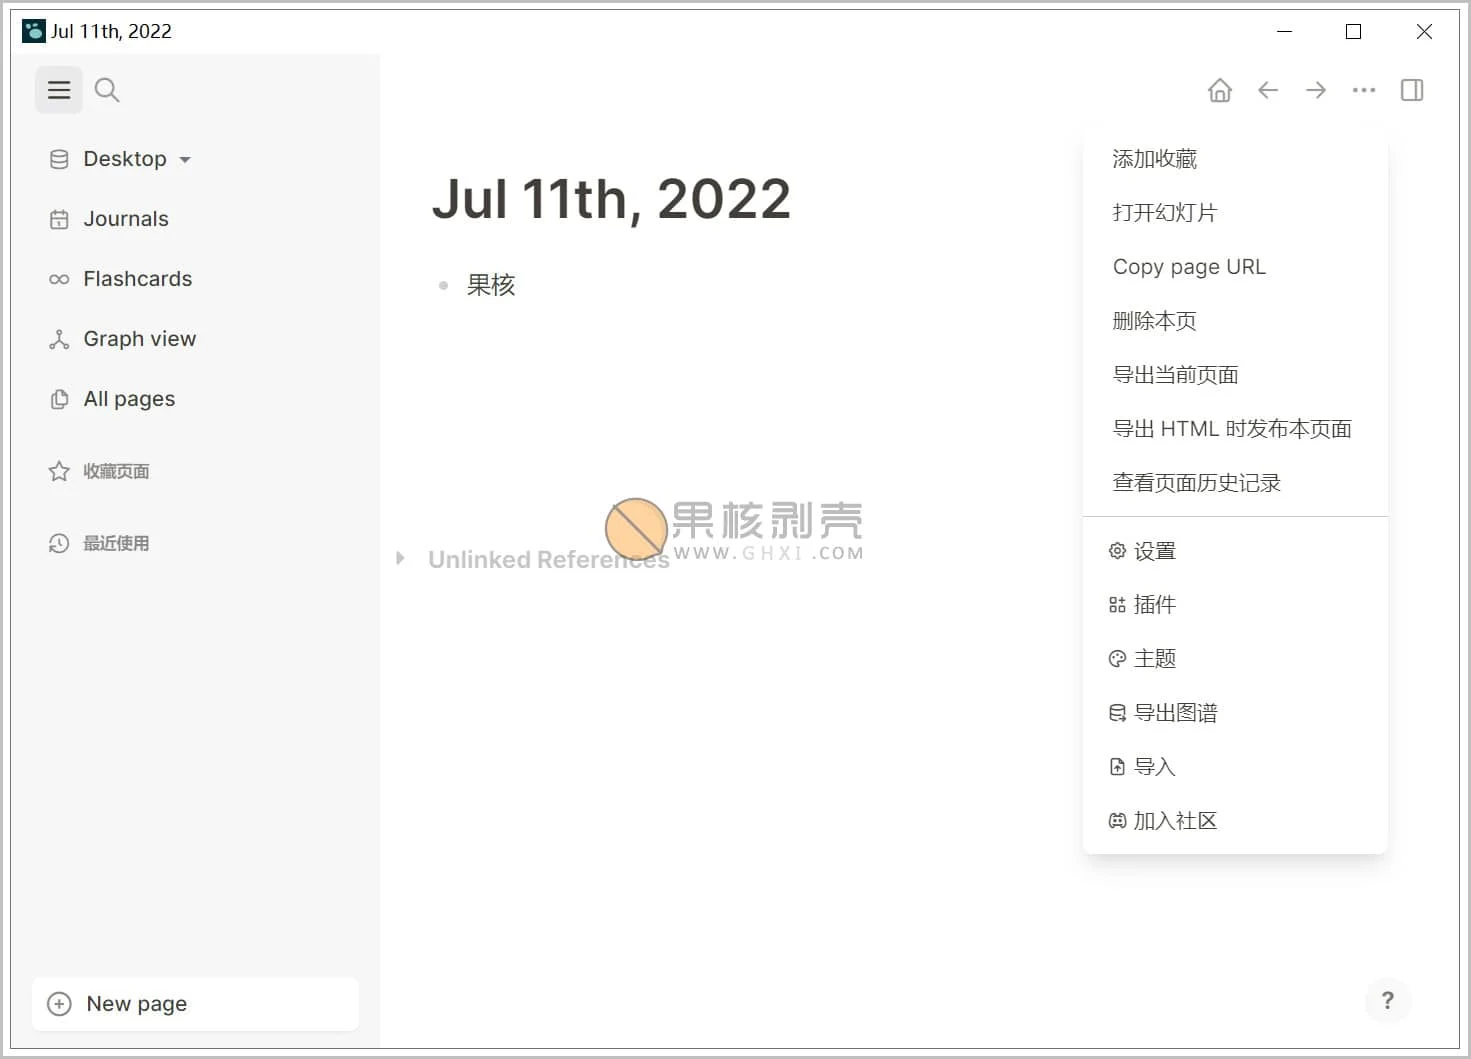 Jul 11th, 2022
Desktop
Journals
Flashcards
Graph view
All pages
收藏页面
最近使用
New page
Jul 11th, 2022
果核
Unlinked References
果核剥壳
WWW.GHXI.COM
添加收藏
打开幻灯片
Copy page URL
删除本页
导出当前页面
导出 HTML 时发布本页面
查看页面历史记录
设置
插件
主题
导出图谱
导入
加入社区
?